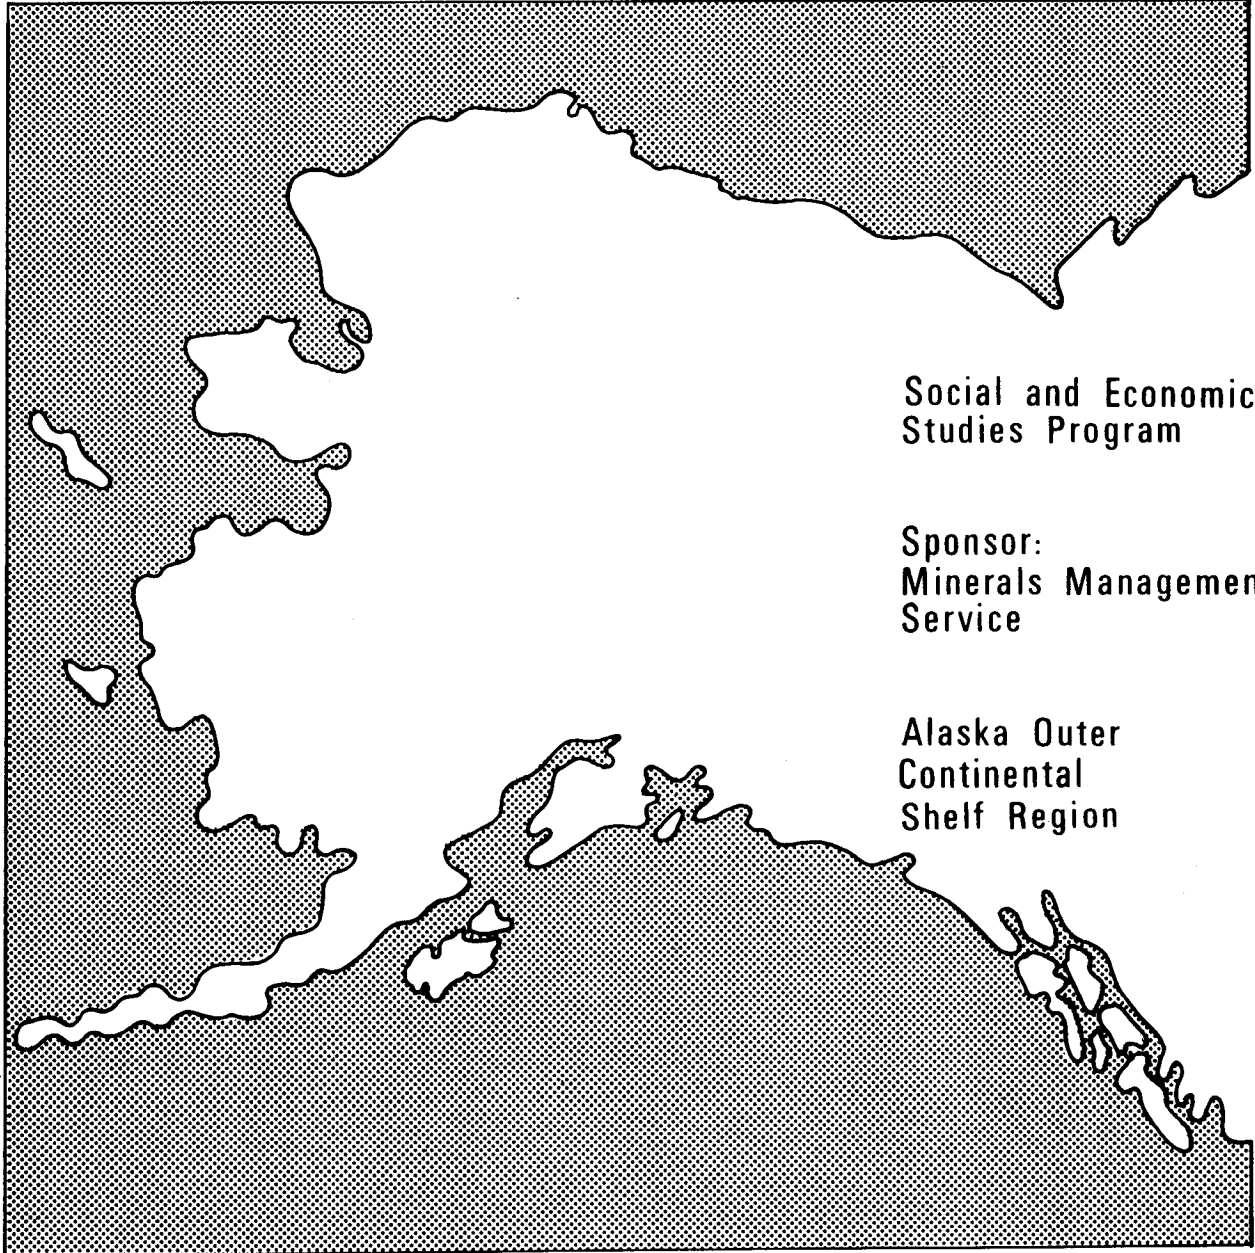 Social and Economic
Studies Program
Sponsor:
Minerals Managemen
Service
Alaska Outer
Continental
Shelf Region